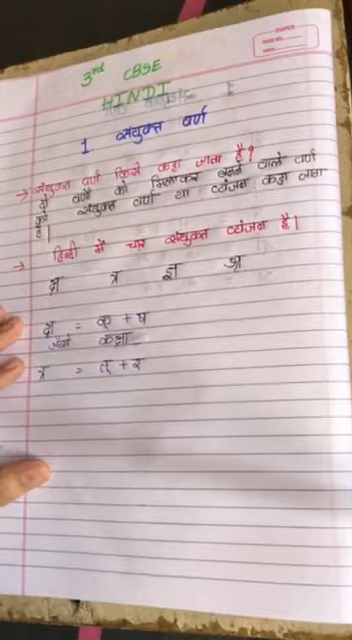 3rd CBSE
HINDI
1. संयुक्त वर्ण
→ संयुक्त वर्ण किसे कहा जाता है?
दो वर्णों को मिलाकर बनने वाले वर्ण
को संयुक्त वर्ण या व्यंजन कहा जाता
है।
→ हिन्दी में चार संयुक्त व्यंजन है।
क्ष त्र ज्ञ श्र
क्ष = क् + ष
जैसे कक्षा
त्र = त् + र